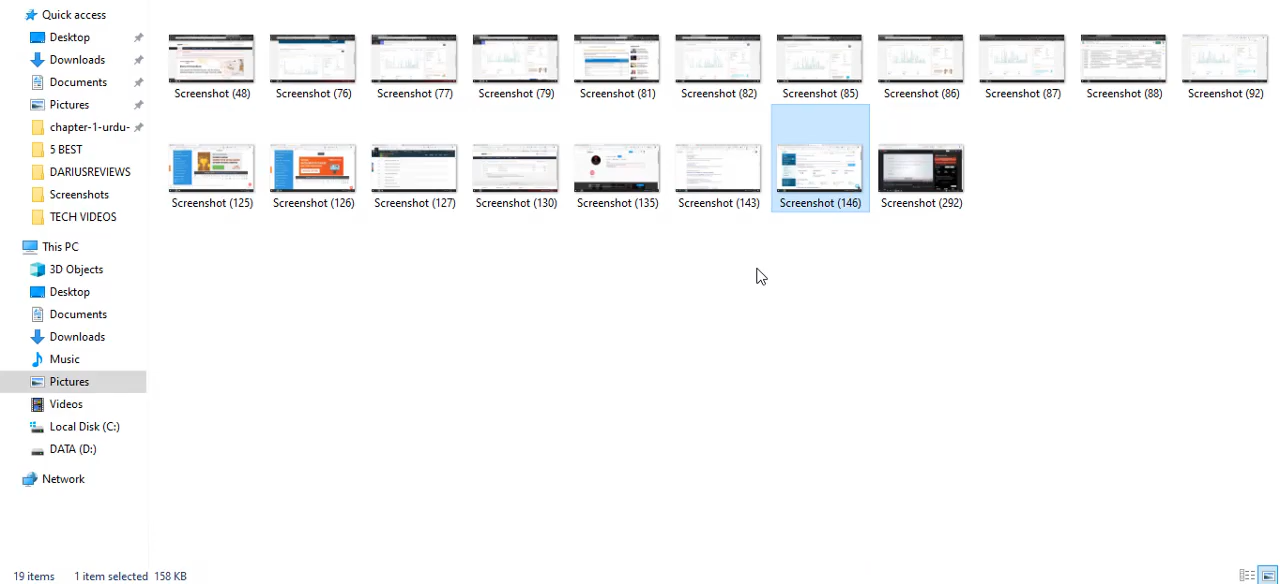 Quick access
Desktop
Downloads
Documents
Pictures
chapter-1-urdu-
5 BEST
DARIUSREVIEWS
Screenshots
TECH VIDEOS
This PC
3D Objects
Desktop
Documents
Downloads
Music
Pictures
Videos
Local Disk (C:)
DATA (D:)
Network
Screenshot (48)
Screenshot (76)
Screenshot (77)
Screenshot (79)
Screenshot (81)
Screenshot (82)
Screenshot (85)
Screenshot (86)
Screenshot (87)
Screenshot (88)
Screenshot (92)
Screenshot (125)
Screenshot (126)
Screenshot (127)
Screenshot (130)
Screenshot (135)
Screenshot (143)
Screenshot (146)
Screenshot (292)
19 items 1 item selected 158 KB